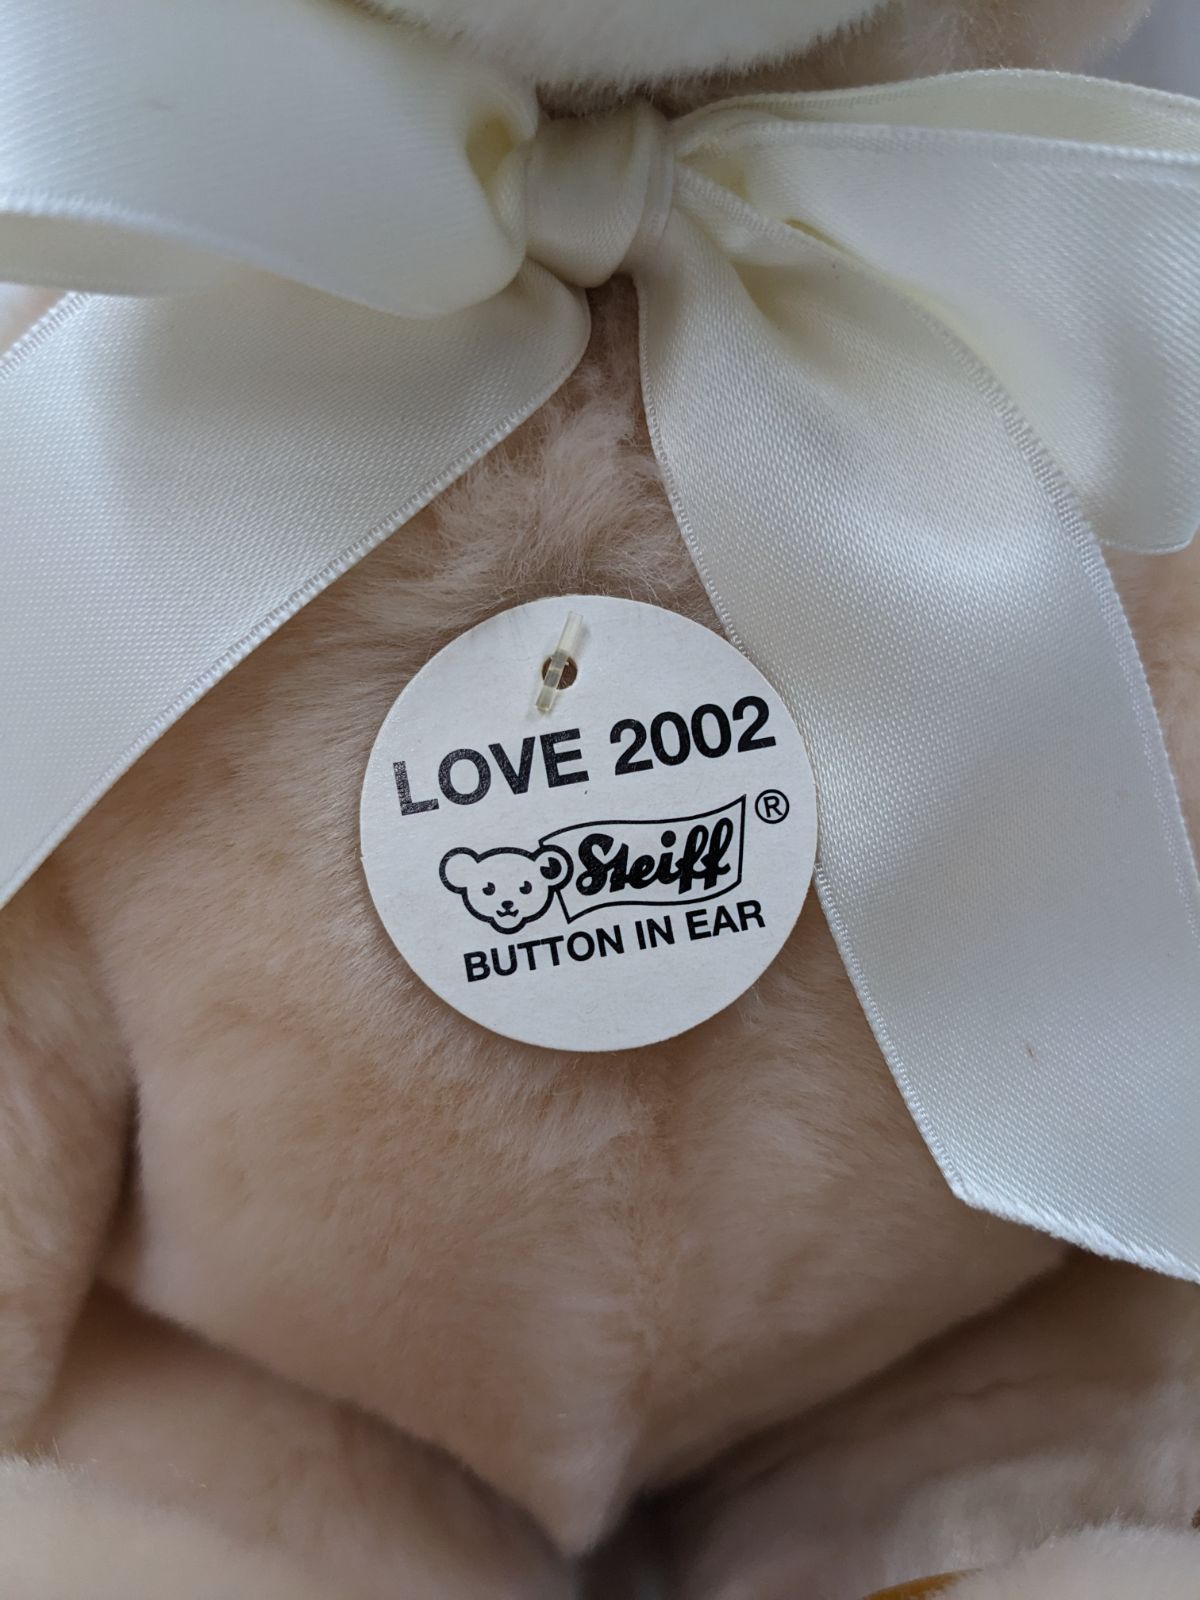 LOVE 2002
Steiff ®
BUTTON IN EAR